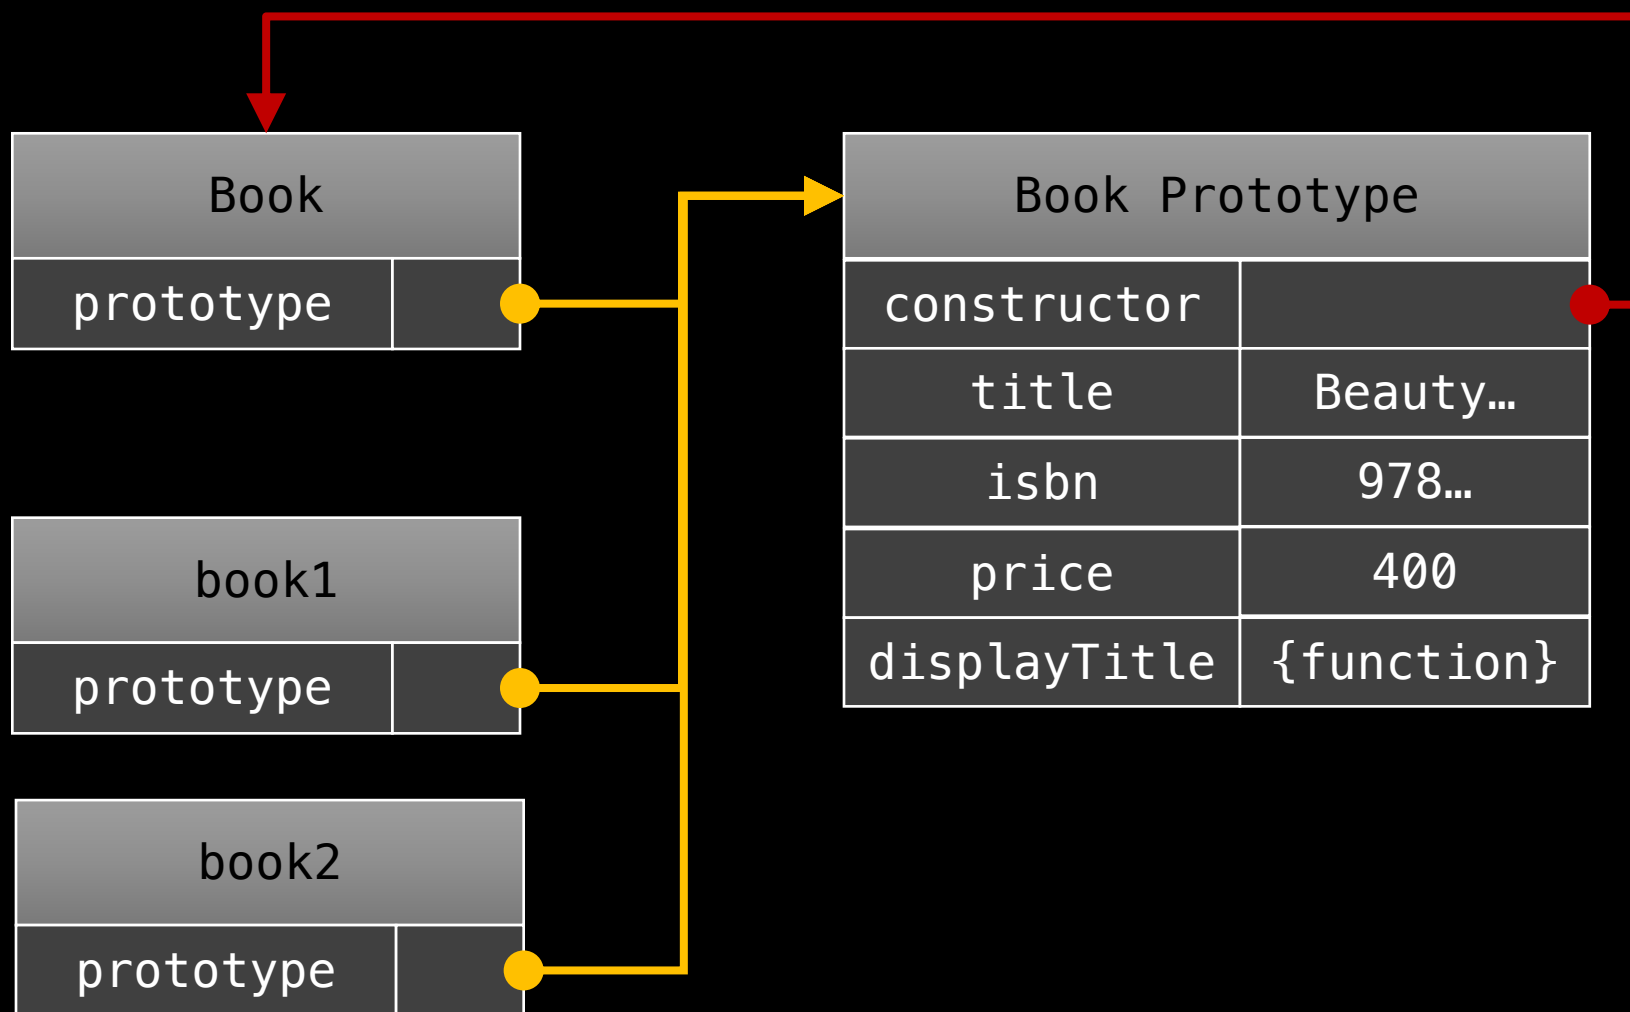 Book
prototype
book1
prototype
book2
prototype
Book Prototype
constructor
title Beauty…
isbn 978…
price 400
displayTitle {function}